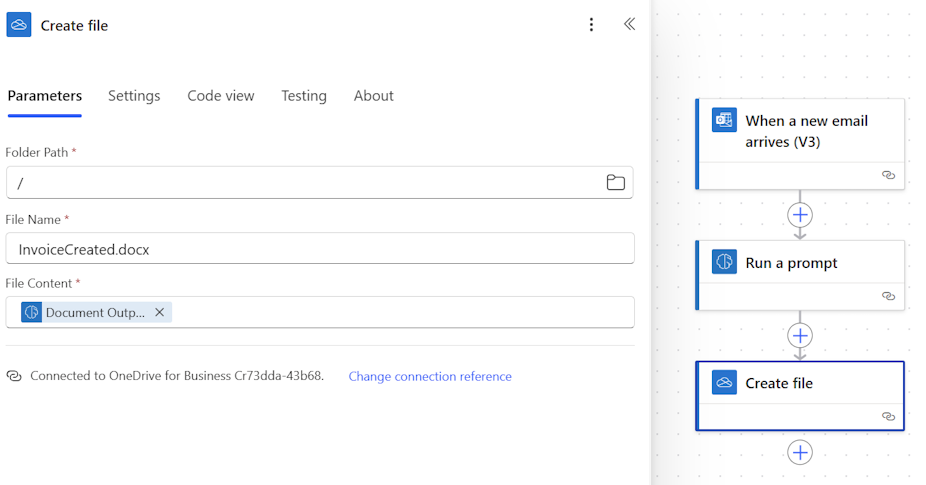 Create file
Parameters Settings Code view Testing About
Folder Path *
/
File Name *
InvoiceCreated.docx
File Content *
Document Outp...
Connected to OneDrive for Business Cr73dda-43b68. Change connection reference
When a new email
arrives (V3)
Run a prompt
Create file